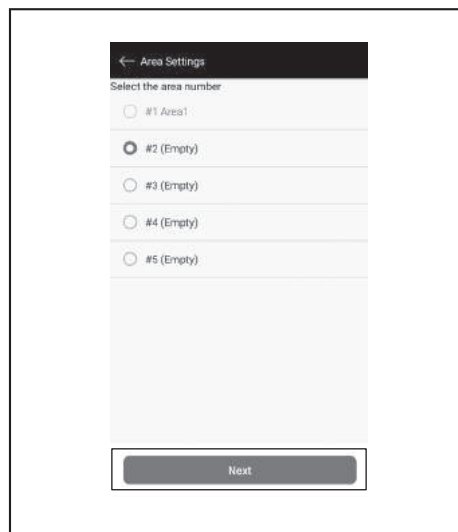 ← Area Settings
Select the area number
#1 Area1
#2 (Empty)
#3 (Empty)
#4 (Empty)
#5 (Empty)
Next